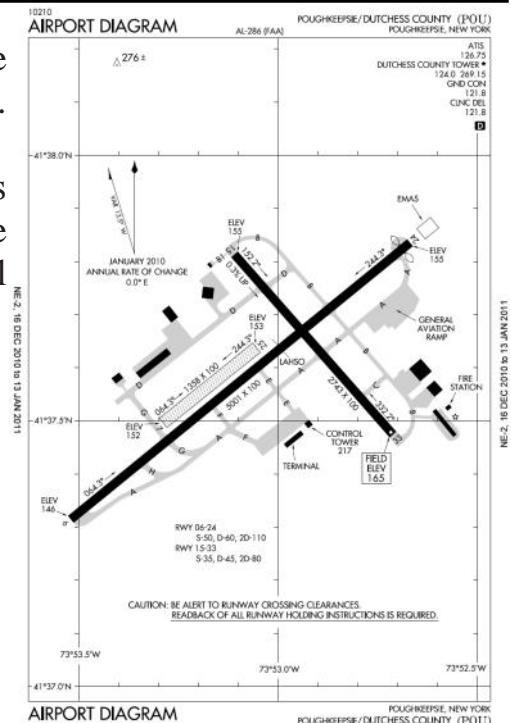 10210
AIRPORT DIAGRAM
AL-286 (FAA)
POUGHKEEPSIE/DUTCHESS COUNTY (POU)
POUGHKEEPSIE, NEW YORK
ATIS
126.75
DUTCHESS COUNTY TOWER ★
124.0 269.15
GND CON
121.8
CLNC DEL
121.8
D
276 ±
41°38.0'N
VAR 13.5° W
JANUARY 2010
ANNUAL RATE OF CHANGE
0.0° E
EMAS
ELEV
155
15
B
152.2°
0.3% UP
D
B
24
ELEV
155
244.3°
A
ELEV
153
GENERAL
AVIATION
RAMP
D
A
B
LAHSO
244.3°
1358 X 100
064.3°
5001 X 100
2743 X 100
C
FIRE
STATION
332.2°
33
E
E
F
F
G
G
H
A
A
D
41°37.5'N
ELEV
152
CONTROL
TOWER
217
TERMINAL
FIELD
ELEV
165
064.3°
ELEV
146
RWY 06-24
S-50, D-60, 2D-110
RWY 15-33
S-35, D-45, 2D-80
CAUTION: BE ALERT TO RUNWAY CROSSING CLEARANCES.
READBACK OF ALL RUNWAY HOLDING INSTRUCTIONS IS REQUIRED.
73°53.5'W
73°53.0'W
73°52.5'W
41°37.0'N
AIRPORT DIAGRAM
POUGHKEEPSIE, NEW YORK
POUGHKEEPSIE/DUTCHESS COUNTY (POU)
NE-2, 16 DEC 2010 to 13 JAN 2011
NE-2, 16 DEC 2010 to 13 JAN 2011